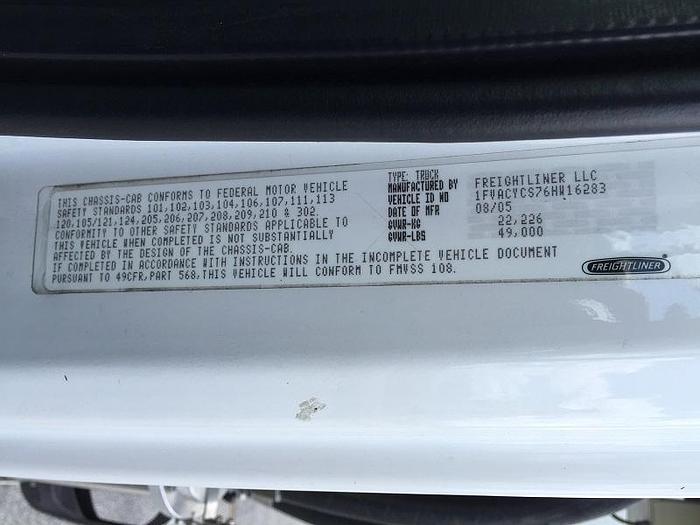 THIS CHASSIS-CAB CONFORMS TO FEDERAL MOTOR VEHICLE
SAFETY STANDARDS 101,102,103,104,106,107,111,113
120,105/121,124,205,206,207,208,209,210 & 302.
CONFORMITY TO OTHER SAFETY STANDARDS APPLICABLE TO
THIS VEHICLE WHEN COMPLETED IS NOT SUBSTANTIALLY
AFFECTED BY THE DESIGN OF THE CHASSIS-CAB.
IF COMPLETED IN ACCORDANCE WITH INSTRUCTIONS IN THE INCOMPLETE VEHICLE DOCUMENT
PURSUANT TO 49CFR,PART 568,THIS VEHICLE WILL CONFORM TO FMVSS 108.
TYPE: TRUCK
MANUFACTURED BY FREIGHTLINER LLC
VEHICLE ID NO 1FVACYCS76HW16283
DATE OF MFR 08/05
GVWR-KG 22,226
GVWR-LBS 49,000
FREIGHTLINER